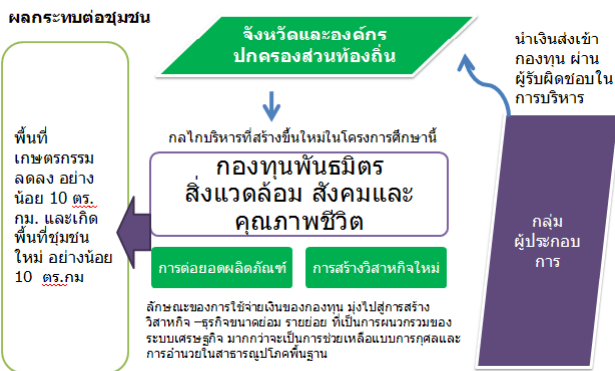 ผลกระทบต่อชุมชน
จังหวัดและองค์กร
ปกครองส่วนท้องถิ่น
นำเงินส่งเข้า
กองทุน ผ่าน
ผู้รับผิดชอบใน
การบริหาร
กลไกบริหารที่สร้างขึ้นใหม่ในโครงการศึกษานี้
กองทุนพันธมิตร
สิ่งแวดล้อม สังคมและ
คุณภาพชีวิต
พื้นที่
เกษตรกรรม
ลดลง อย่าง
น้อย 10 ตร.
กม. และเกิด
พื้นที่ชุมชน
ใหม่ อย่างน้อย
10 ตร.กม
กลุ่ม
ผู้ประกอบ
การ
การต่อยอดผลิตภัณฑ์
การสร้างวิสาหกิจใหม่
ลักษณะของการใช้จ่ายเงินของกองทุน มุ่งไปสู่การสร้าง
วิสาหกิจ –ธุรกิจขนาดย่อม รายย่อย ที่เป็นการผนวกรวมของ
ระบบเศรษฐกิจ มากกว่าจะเป็นการช่วยเหลือแบบการกุศลและ
การอำนวยในสาธารณูปโภคพื้นฐาน